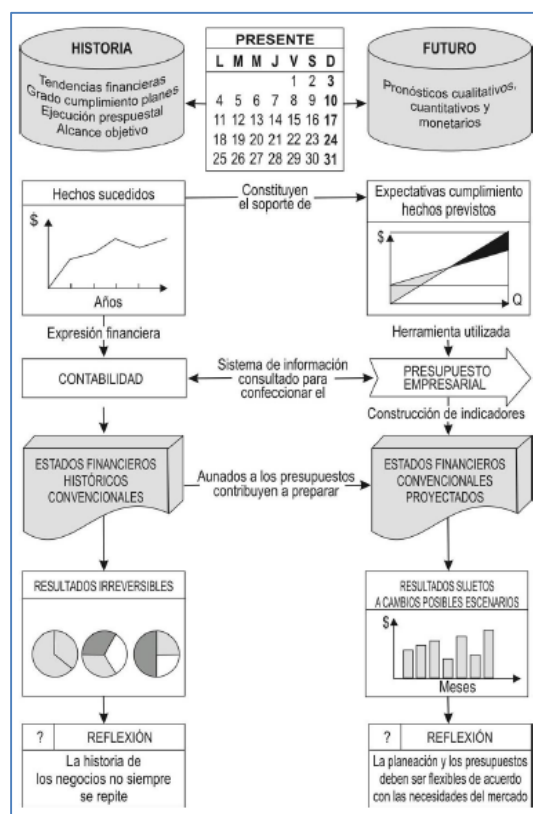 HISTORIA
Tendencias financieras
Grado cumplimiento planes
Ejecución prespuestal
Alcance objetivo
PRESENTE
L M M J V S D
1 2 3
4 5 6 7 8 9 10
11 12 13 14 15 16 17
18 19 20 21 22 23 24
25 26 27 28 29 30 31
FUTURO
Pronósticos cualitativos,
cuantitativos y
monetarios
Hechos sucedidos
$
Años
Constituyen
el soporte de
Expectativas cumplimiento
hechos previstos
$
Q
Expresión financiera
Herramienta utilizada
CONTABILIDAD
Sistema de información
consultado para
confeccionar el
PRESUPUESTO
EMPRESARIAL
Construcción de indicadores
ESTADOS FINANCIEROS
HISTÓRICOS
CONVENCIONALES
Aunados a los presupuestos
contribuyen a preparar
ESTADOS FINANCIEROS
CONVENCIONALES
PROYECTADOS
RESULTADOS IRREVERSIBLES
RESULTADOS SUJETOS
A CAMBIOS POSIBLES ESCENARIOS
$
Meses
? REFLEXIÓN
La historia de
los negocios no siempre
se repite
? REFLEXIÓN
La planeación y los presupuestos
deben ser flexibles de acuerdo
con las necesidades del mercado